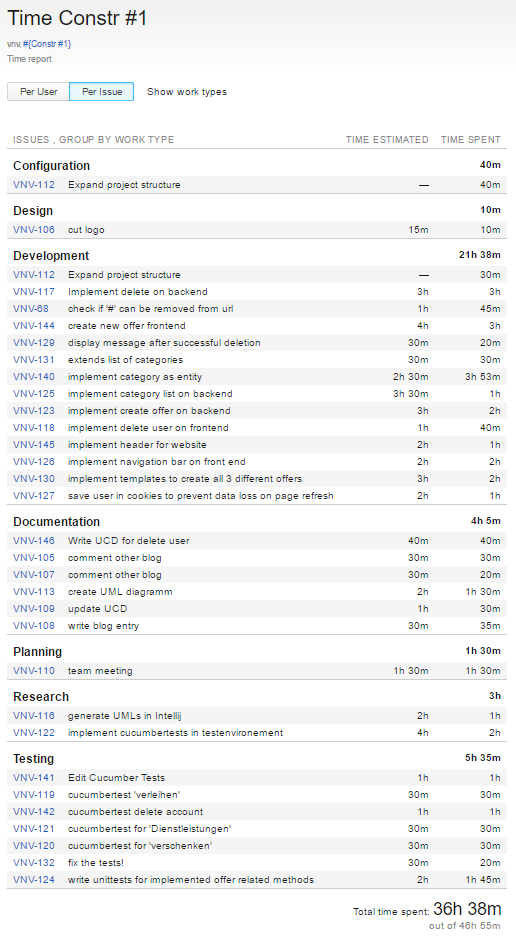 Time Constr #1
vnv, #{Constr #1}
Time report
Per User Per Issue Show work types
ISSUES , GROUP BY WORK TYPE TIME ESTIMATED TIME SPENT
Configuration 40m
VNV-112 Expand project structure — 40m
Design 10m
VNV-106 cut logo 15m 10m
Development 21h 38m
VNV-112 Expand project structure — 30m
VNV-117 Implement delete on backend 3h 3h
VNV-68 check if '#' can be removed from url 1h 45m
VNV-144 create new offer frontend 4h 3h
VNV-129 display message after successful deletion 30m 20m
VNV-131 extends list of categories 30m 30m
VNV-140 implement category as entity 2h 30m 3h 53m
VNV-125 implement category list on backend 3h 30m 1h
VNV-123 implement create offer on backend 3h 2h
VNV-118 implement delete user on frontend 1h 40m
VNV-145 implement header for website 2h 1h
VNV-126 implement navigation bar on front end 2h 2h
VNV-130 implement templates to create all 3 different offers 3h 2h
VNV-127 save user in cookies to prevent data loss on page refresh 2h 1h
Documentation 4h 5m
VNV-146 Write UCD for delete user 40m 40m
VNV-105 comment other blog 30m 30m
VNV-107 comment other blog 30m 20m
VNV-113 create UML diagramm 2h 1h 30m
VNV-109 update UCD 1h 30m
VNV-108 write blog entry 30m 35m
Planning 1h 30m
VNV-110 team meeting 1h 30m 1h 30m
Research 3h
VNV-116 generate UMLs in Intellij 2h 1h
VNV-122 implement cucumbertests in testenvironement 4h 2h
Testing 5h 35m
VNV-141 Edit Cucumber Tests 1h 1h
VNV-119 cucumbertest 'verleihen' 30m 30m
VNV-142 cucumbertest delete account 1h 1h
VNV-121 cucumbertest for 'Dienstleistungen' 30m 30m
VNV-120 cucumbertest for 'verschenken' 30m 30m
VNV-132 fix the tests! 30m 20m
VNV-124 write unittests for implemented offer related methods 2h 1h 45m
Total time spent: 36h 38m
out of 46h 55m